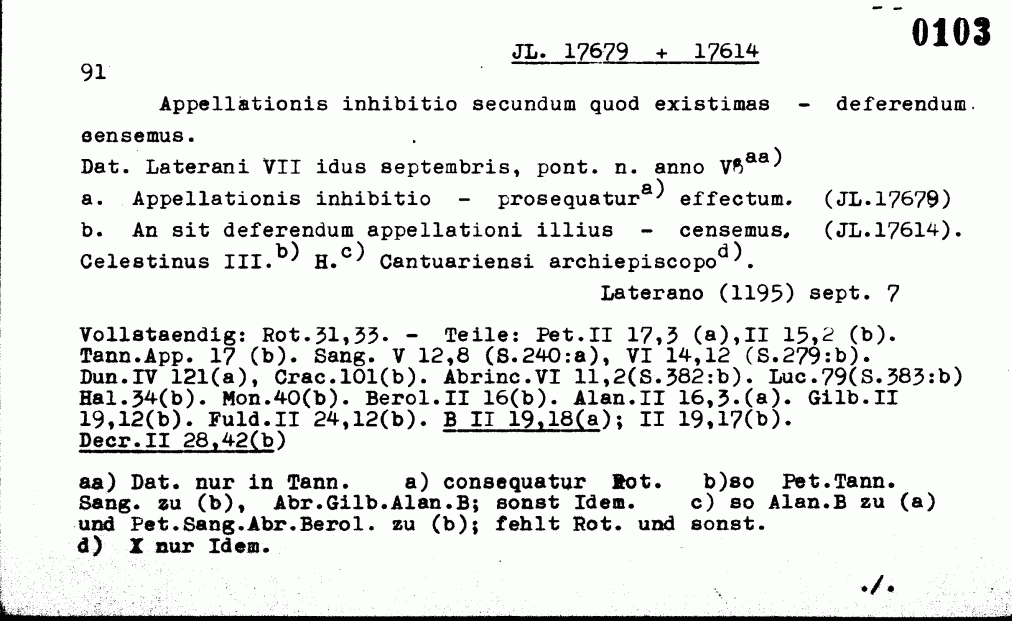 0103
JL. 17679 + 17614
91
Appellationis inhibitio secundum quod existimas - deferendum.
sensemus.
Dat. Laterani VII idus septembris, pont. n. anno V aa)
a. Appellationis inhibitio - prosequatur a) effectum. (JL.17679)
b. An sit deferendum appellationi illius - censemus. (JL.17614).
Celestinus III. b) H. c) Cantuariensi archiepiscopo d).
Laterano (1195) sept. 7
Vollstaendig: Rot.31,33. - Teile: Pet.II 17,3 (a),II 15,2 (b).
Tann.App. 17 (b). Sang. V 12,8 (S.240:a), VI 14,12 (S.279:b).
Dun.IV 121(a), Crac.101(b). Abrinc.VI 11,2(S.382:b). Luc.79(S.383:b)
Hal.34(b). Mon.40(b). Berol.II 16(b). Alan.II 16,3.(a). Gilb.II
19,12(b). Fuld.II 24,12(b). B II 19,18(a); II 19,17(b).
Decr.II 28,42(b)
aa) Dat. nur in Tann. a) consequatur Rot. b)so Pet.Tann.
Sang. zu (b), Abr.Gilb.Alan.B; sonst Idem. c) so Alan.B zu (a)
und Pet.Sang.Abr.Berol. zu (b); fehlt Rot. und sonst.
d) X nur Idem.
./.